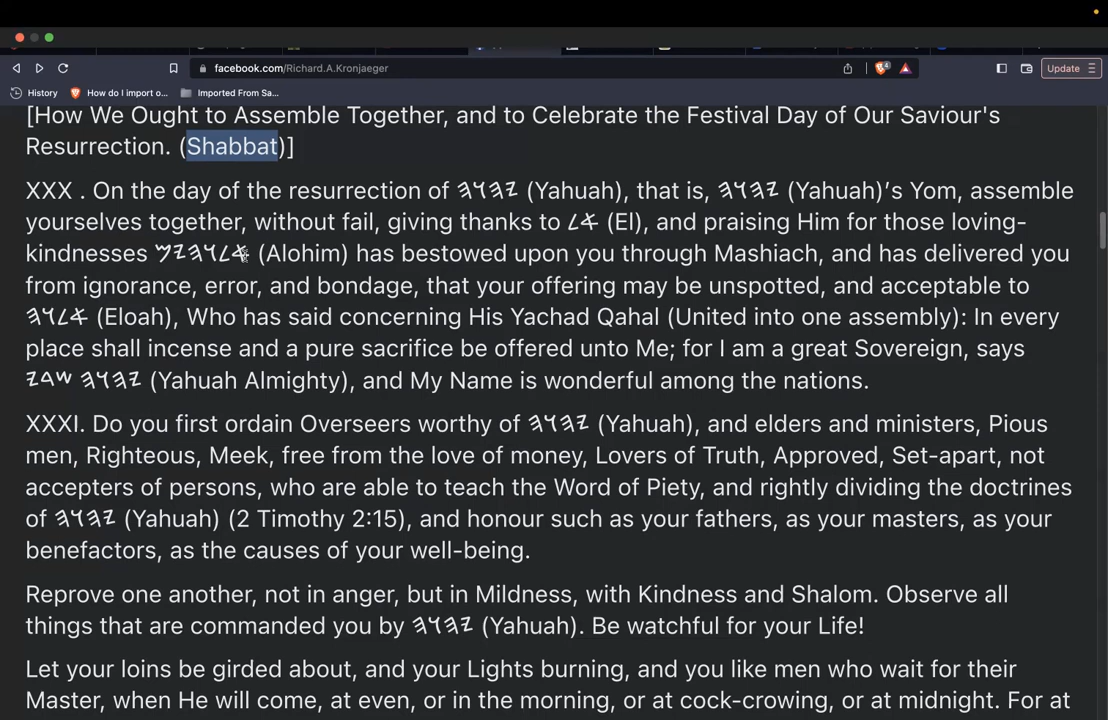 facebook.com/Richard.A.Kronjaeger
4
Update
History
How do I import o...
Imported From Sa...
[How We Ought to Assemble Together, and to Celebrate the Festival Day of Our Saviour's
Resurrection. (Shabbat)]
XXX . On the day of the resurrection of 𐤉𐤄𐤅𐤄 (Yahuah), that is, 𐤉𐤄𐤅𐤄 (Yahuah)’s Yom, assemble
yourselves together, without fail, giving thanks to 𐤀𐤋 (El), and praising Him for those loving-
kindnesses 𐤀𐤋𐤅𐤄𐤉𐤌 (Alohim) has bestowed upon you through Mashiach, and has delivered you
from ignorance, error, and bondage, that your offering may be unspotted, and acceptable to
𐤀𐤋𐤅𐤄 (Eloah), Who has said concerning His Yachad Qahal (United into one assembly): In every
place shall incense and a pure sacrifice be offered unto Me; for I am a great Sovereign, says
𐤉𐤄𐤅𐤄 𐤔𐤃𐤉 (Yahuah Almighty), and My Name is wonderful among the nations.
XXXI. Do you first ordain Overseers worthy of 𐤉𐤄𐤅𐤄 (Yahuah), and elders and ministers, Pious
men, Righteous, Meek, free from the love of money, Lovers of Truth, Approved, Set-apart, not
accepters of persons, who are able to teach the Word of Piety, and rightly dividing the doctrines
of 𐤉𐤄𐤅𐤄 (Yahuah) (2 Timothy 2:15), and honour such as your fathers, as your masters, as your
benefactors, as the causes of your well-being.
Reprove one another, not in anger, but in Mildness, with Kindness and Shalom. Observe all
things that are commanded you by 𐤉𐤄𐤅𐤄 (Yahuah). Be watchful for your Life!
Let your loins be girded about, and your Lights burning, and you like men who wait for their
Master, when He will come, at even, or in the morning, or at cock-crowing, or at midnight. For at